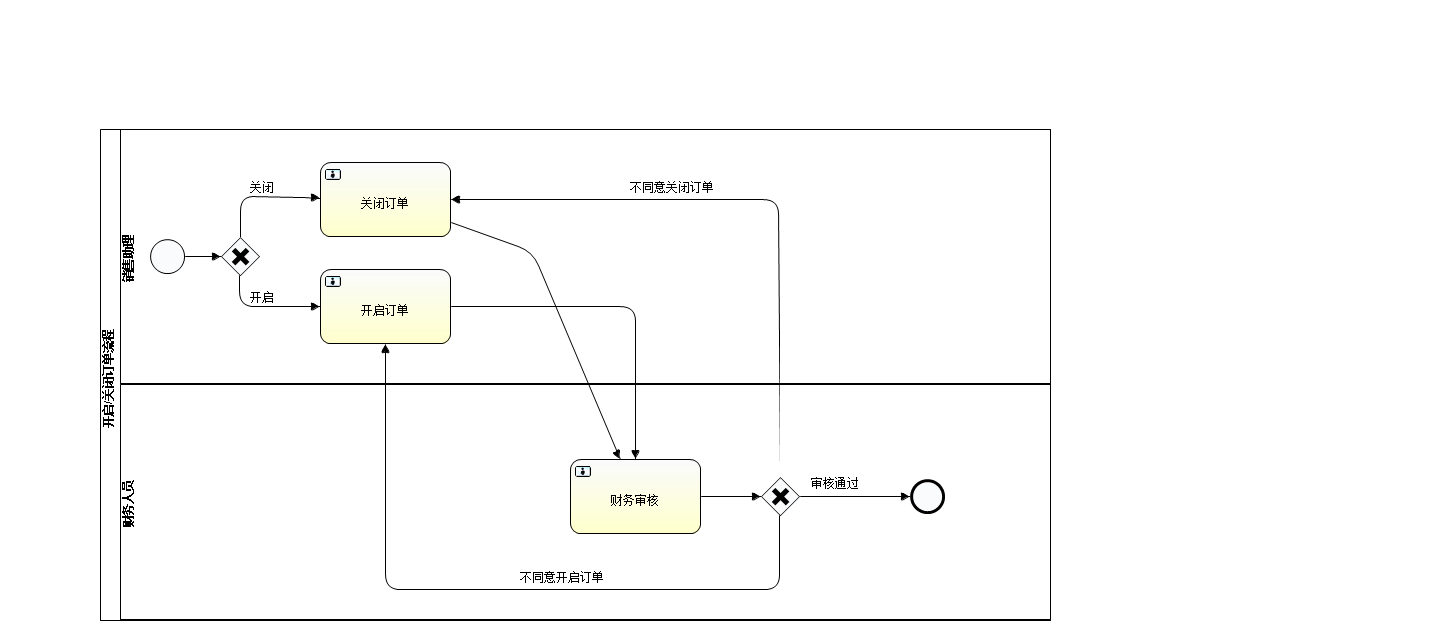 开启/关闭订单流程
销售助理
关闭
关闭订单
不同意关闭订单
开启
开启订单
财务人员
财务审核
审核通过
不同意开启订单